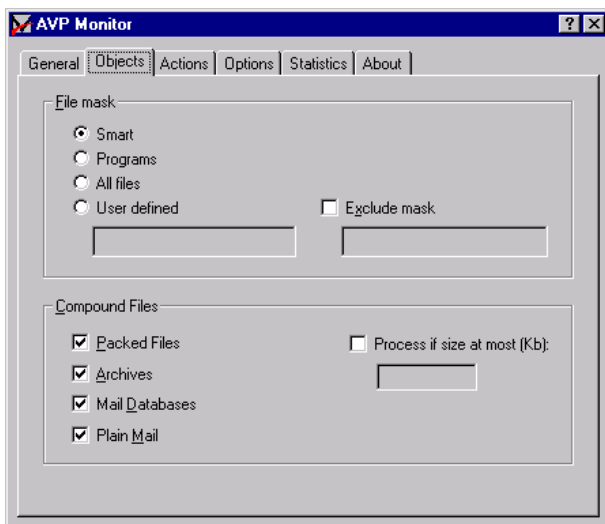 AVP Monitor
General Objects Actions Options Statistics About
File mask
Smart
Programs
All files
User defined Exclude mask
Compound Files
Packed Files Process if size at most (Kb):
Archives
Mail Databases
Plain Mail